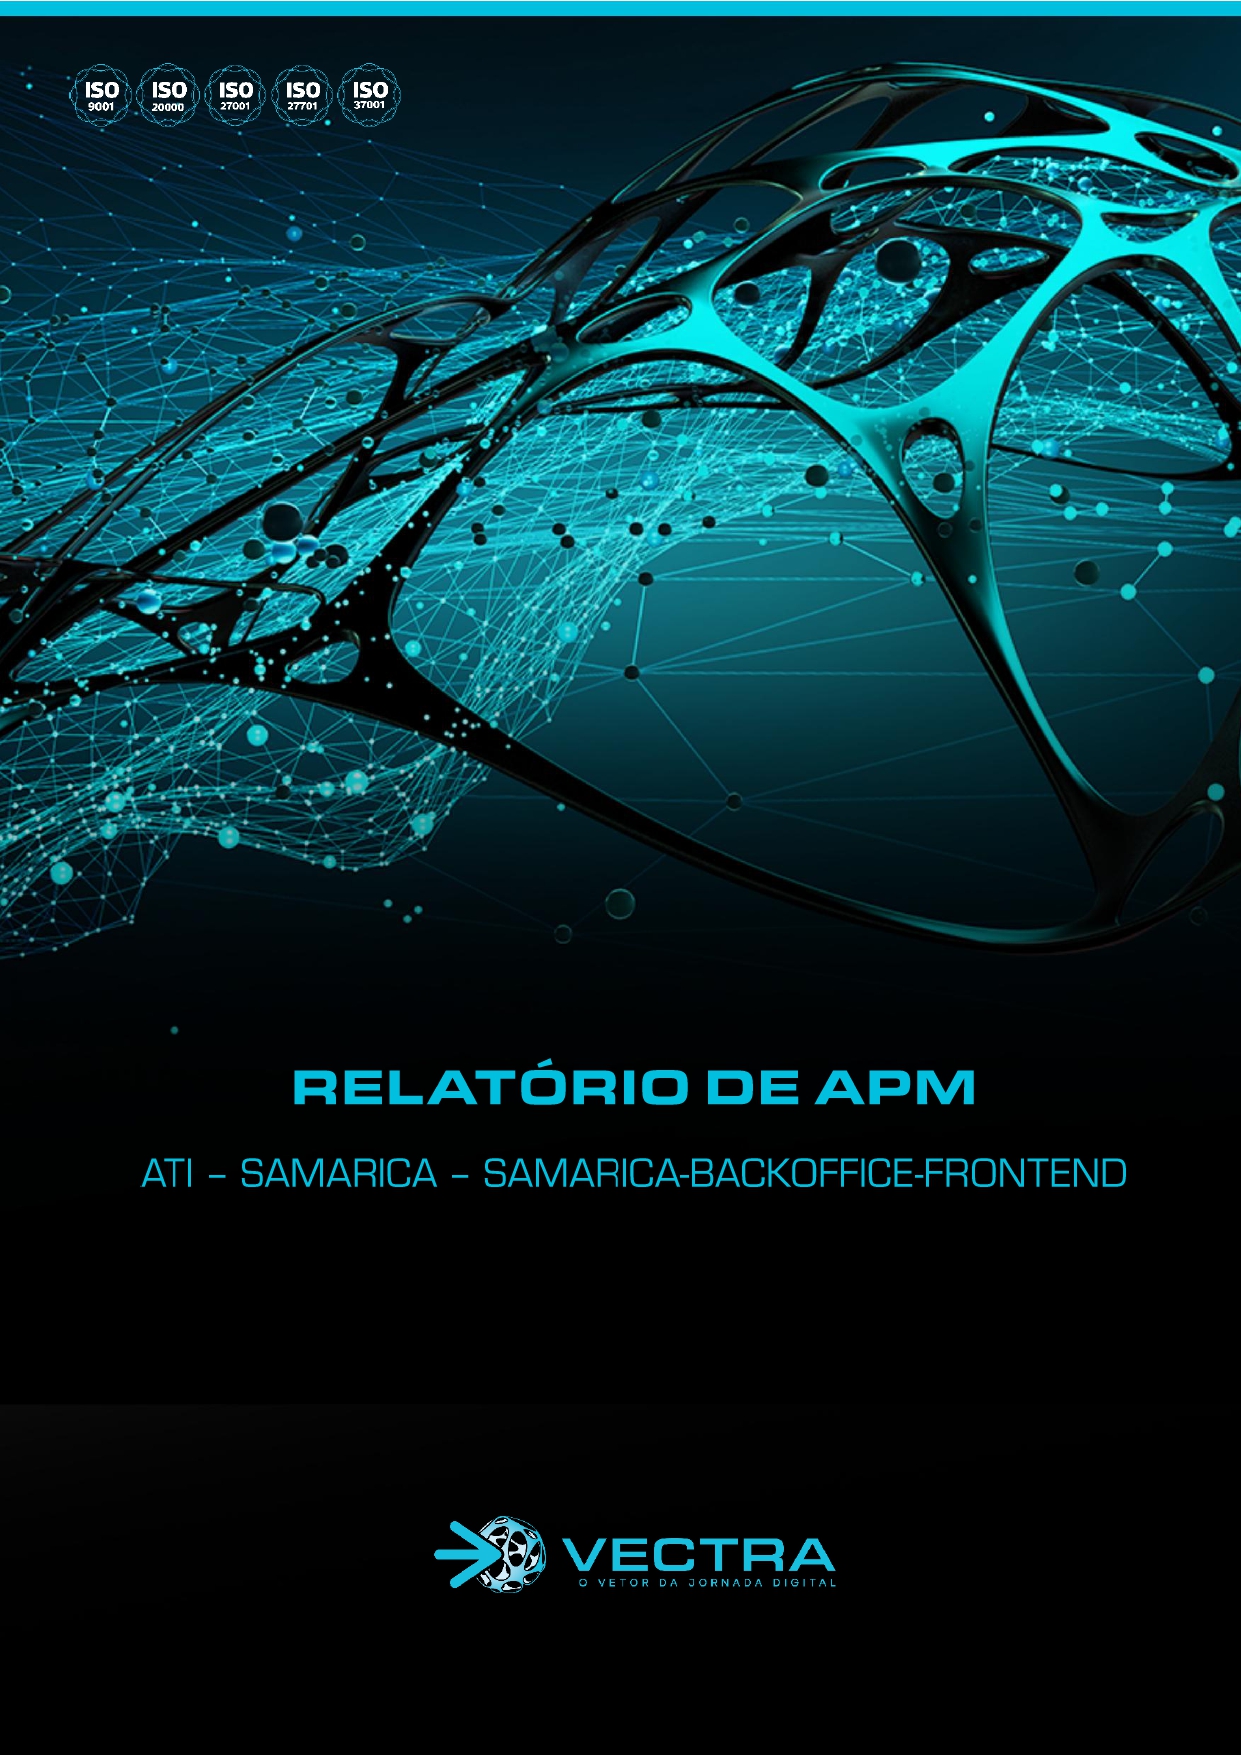 ISO ISO ISO ISO ISO
9001 20000 27001 27701 37001
RELATÓRIO DE APM
ATI – SAMARICA – SAMARICA-BACKOFFICE-FRONTEND
VECTRA
O VETOR DA JORNADA DIGITAL